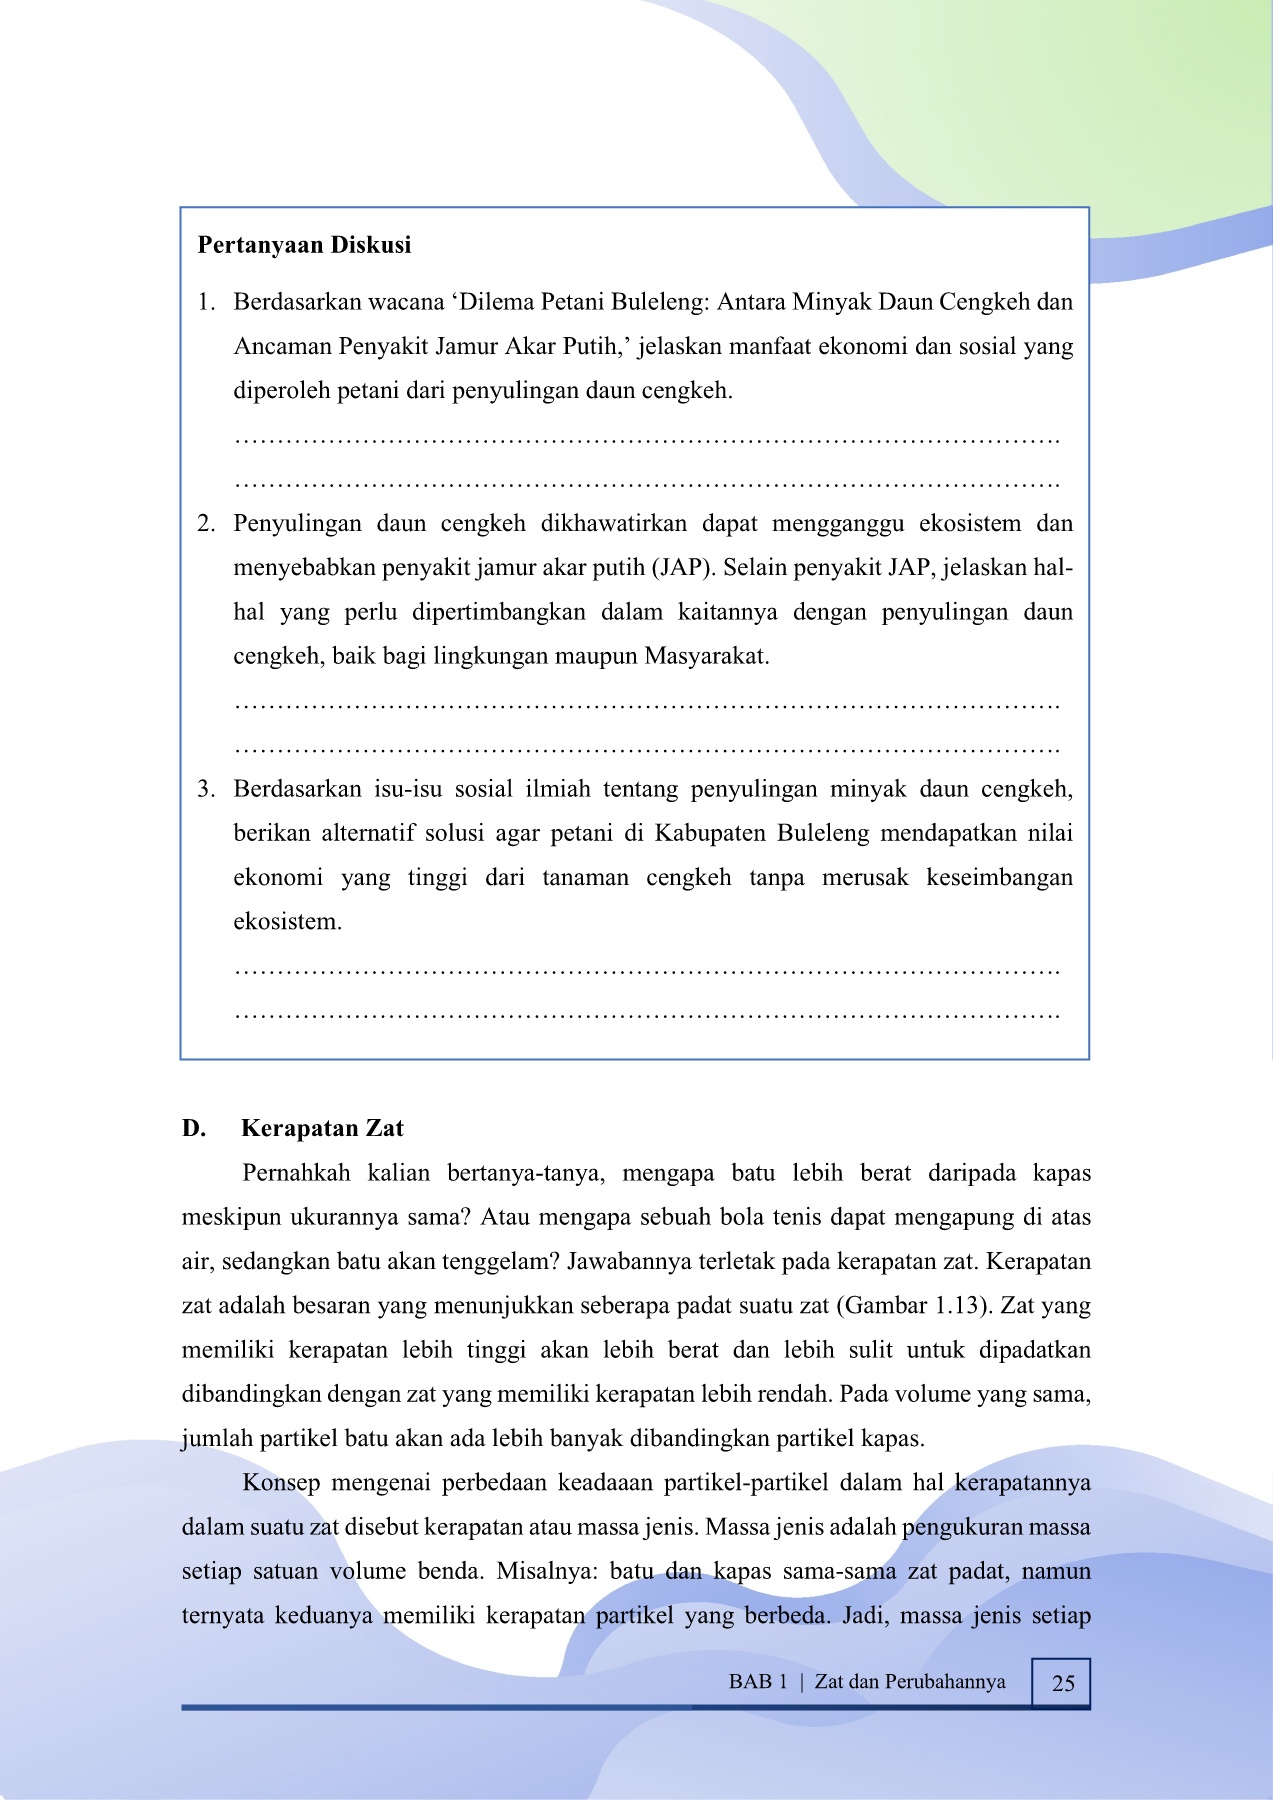 Pertanyaan Diskusi
1. Berdasarkan wacana ‘Dilema Petani Buleleng: Antara Minyak Daun Cengkeh dan
Ancaman Penyakit Jamur Akar Putih,’ jelaskan manfaat ekonomi dan sosial yang
diperoleh petani dari penyulingan daun cengkeh.
…………………………………………………………………………………….
…………………………………………………………………………………….
2. Penyulingan daun cengkeh dikhawatirkan dapat mengganggu ekosistem dan
menyebabkan penyakit jamur akar putih (JAP). Selain penyakit JAP, jelaskan hal-
hal yang perlu dipertimbangkan dalam kaitannya dengan penyulingan daun
cengkeh, baik bagi lingkungan maupun Masyarakat.
…………………………………………………………………………………….
…………………………………………………………………………………….
3. Berdasarkan isu-isu sosial ilmiah tentang penyulingan minyak daun cengkeh,
berikan alternatif solusi agar petani di Kabupaten Buleleng mendapatkan nilai
ekonomi yang tinggi dari tanaman cengkeh tanpa merusak keseimbangan
ekosistem.
…………………………………………………………………………………….
…………………………………………………………………………………….
D. Kerapatan Zat
Pernahkah kalian bertanya-tanya, mengapa batu lebih berat daripada kapas
meskipun ukurannya sama? Atau mengapa sebuah bola tenis dapat mengapung di atas
air, sedangkan batu akan tenggelam? Jawabannya terletak pada kerapatan zat. Kerapatan
zat adalah besaran yang menunjukkan seberapa padat suatu zat (Gambar 1.13). Zat yang
memiliki kerapatan lebih tinggi akan lebih berat dan lebih sulit untuk dipadatkan
dibandingkan dengan zat yang memiliki kerapatan lebih rendah. Pada volume yang sama,
jumlah partikel batu akan ada lebih banyak dibandingkan partikel kapas.
Konsep mengenai perbedaan keadaaan partikel-partikel dalam hal kerapatannya
dalam suatu zat disebut kerapatan atau massa jenis. Massa jenis adalah pengukuran massa
setiap satuan volume benda. Misalnya: batu dan kapas sama-sama zat padat, namun
ternyata keduanya memiliki kerapatan partikel yang berbeda. Jadi, massa jenis setiap
BAB 1 | Zat dan Perubahannya 25